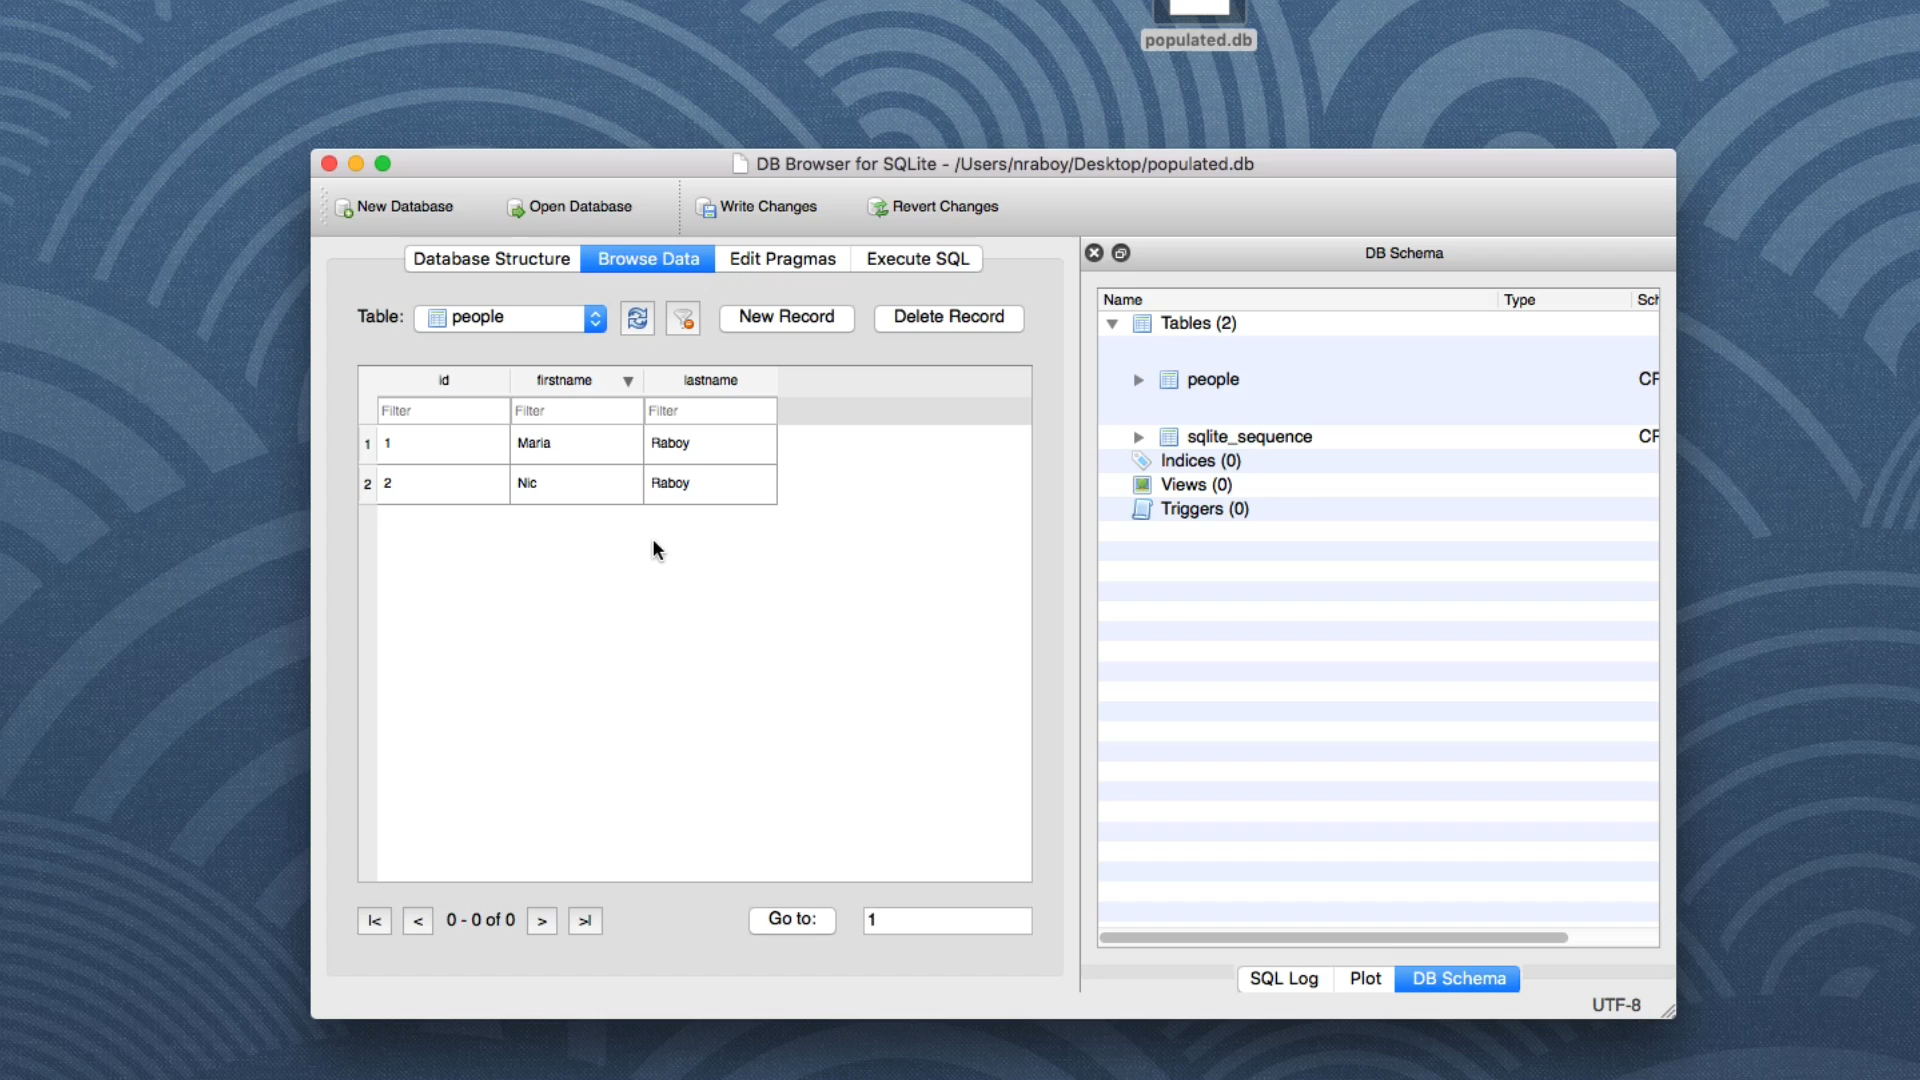 populated.db
DB Browser for SQLite - /Users/nraboy/Desktop/populated.db
New Database Open Database Write Changes Revert Changes
Database Structure Browse Data Edit Pragmas Execute SQL
Table: people New Record Delete Record
id firstname lastname
Filter Filter Filter
1 1 Maria Raboy
2 2 Nic Raboy
|< < 0 - 0 of 0 > >| Go to: 1
DB Schema
Name Type
Tables (2)
people
sqlite_sequence
Indices (0)
Views (0)
Triggers (0)
SQL Log Plot DB Schema
UTF-8